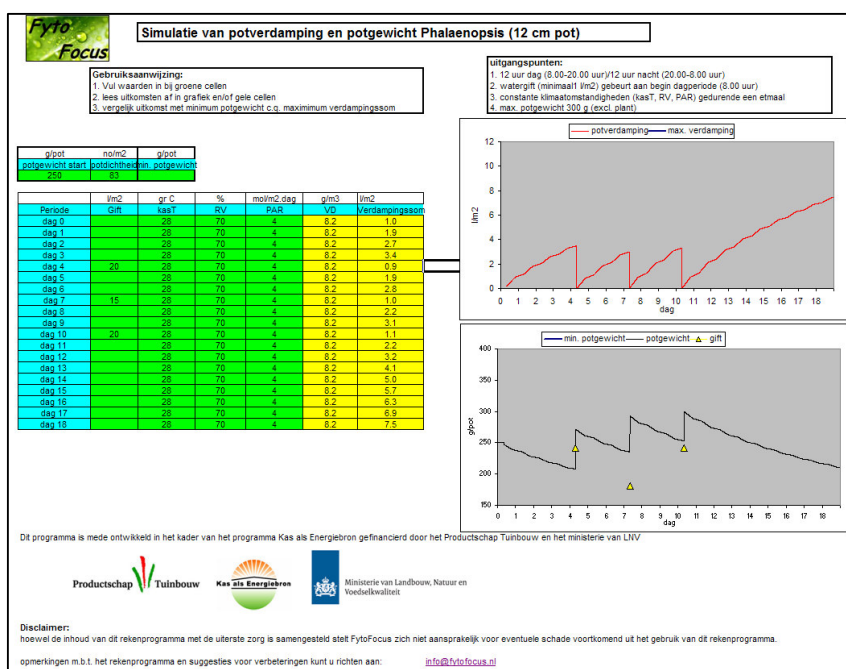 Fyto
Focus
Simulatie van potverdamping en potgewicht Phalaenopsis (12 cm pot)
Gebruiksaanwijzing:
1. Vul waarden in bij groene cellen
2. lees uitkomsten af in grafiek en/of gele cellen
3. vergelijk uitkomst met minimum potgewicht c.q. maximimum verdampingssom
uitgangspunten:
1. 12 uur dag (8.00-20.00 uur)/12 uur nacht (20.00-8.00 uur)
2. watergift (minimaal1 l/m2) gebeurt aan begin dagperiode (8.00 uur)
3. constante klimaatomstandigheden (kasT, RV, PAR) gedurende een etmaal
4. max. potgewicht 300 g (excl. plant)
g/pot no/m2 g/pot
potgewicht start potdichtheid min. potgewicht
250 83
l/m2 gr C % mol/m2.dag g/m3 l/m2
Periode Gift kasT RV PAR VD Verdampingssom
dag 0 28 70 4 8.2 1.0
dag 1 28 70 4 8.2 1.9
dag 2 28 70 4 8.2 2.7
dag 3 28 70 4 8.2 3.4
dag 4 20 28 70 4 8.2 0.9
dag 5 28 70 4 8.2 1.9
dag 6 28 70 4 8.2 2.8
dag 7 15 28 70 4 8.2 1.0
dag 8 28 70 4 8.2 2.2
dag 9 28 70 4 8.2 3.1
dag 10 20 28 70 4 8.2 1.1
dag 11 28 70 4 8.2 2.2
dag 12 28 70 4 8.2 3.2
dag 13 28 70 4 8.2 4.1
dag 14 28 70 4 8.2 5.0
dag 15 28 70 4 8.2 5.7
dag 16 28 70 4 8.2 6.3
dag 17 28 70 4 8.2 6.9
dag 18 28 70 4 8.2 7.5
potverdamping max. verdamping
12
10
8
6
4
2
0
l/m2
0 1 2 3 4 5 6 7 8 9 10 11 12 13 14 15 16 17 18
dag
min. potgewicht potgewicht gift
400
350
300
250
200
150
g/pot
0 1 2 3 4 5 6 7 8 9 10 11 12 13 14 15 16 17 18
dag
Dit programma is mede ontwikkeld in het kader van het programma Kas als Energiebron gefinancierd door het Productschap Tuinbouw en het ministerie van LNV
Productschap Tuinbouw
Kas als Energiebron
Ministerie van Landbouw, Natuur en
Voedselkwaliteit
Disclaimer:
hoewel de inhoud van dit rekenprogramma met de uiterste zorg is samengesteld stelt FytoFocus zich niet aansprakelijk voor eventuele schade voortkomend uit het gebruik van dit rekenprogramma.
opmerkingen m.b.t. het rekenprogramma en suggesties voor verbeteringen kunt u richten aan: info@fytofocus.nl